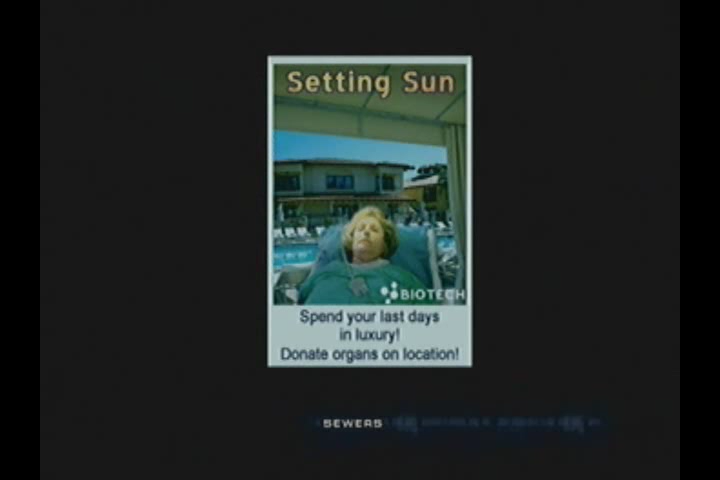 Setting Sun
BIOTECH
Spend your last days
in luxury!
Donate organs on location!
SEWERS